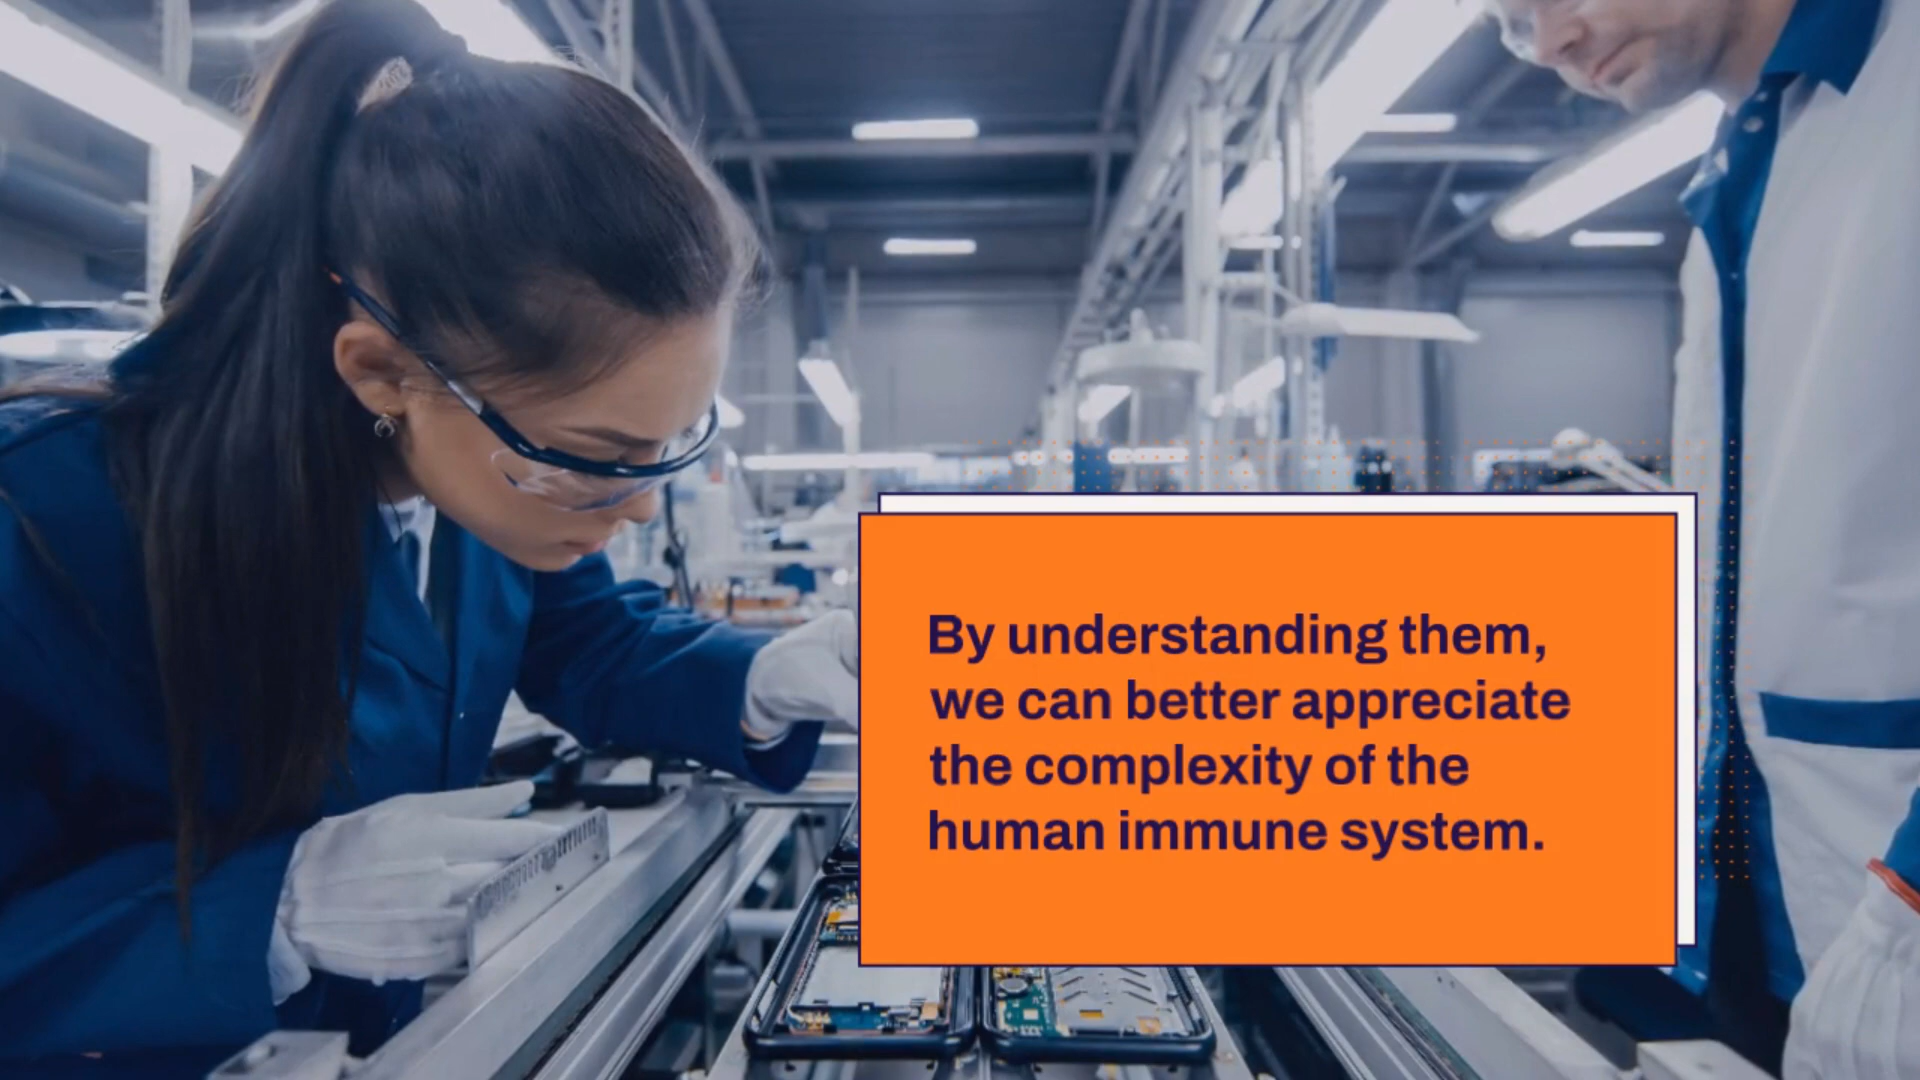 By understanding them,
we can better appreciate
the complexity of the
human immune system.